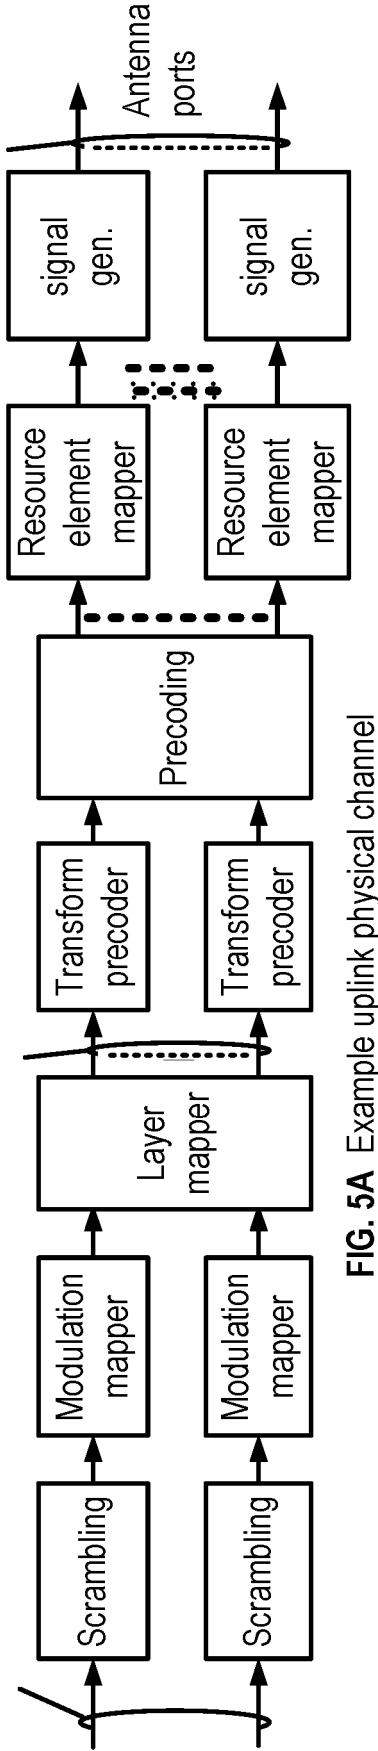 Scrambling
Modulation
mapper
Layer
mapper
Transform
precoder
Precoding
Resource
element
mapper
signal
gen.
Antenna
ports
Scrambling
Modulation
mapper
Transform
precoder
Resource
element
mapper
signal
gen.
FIG. 5A Example uplink physical channel